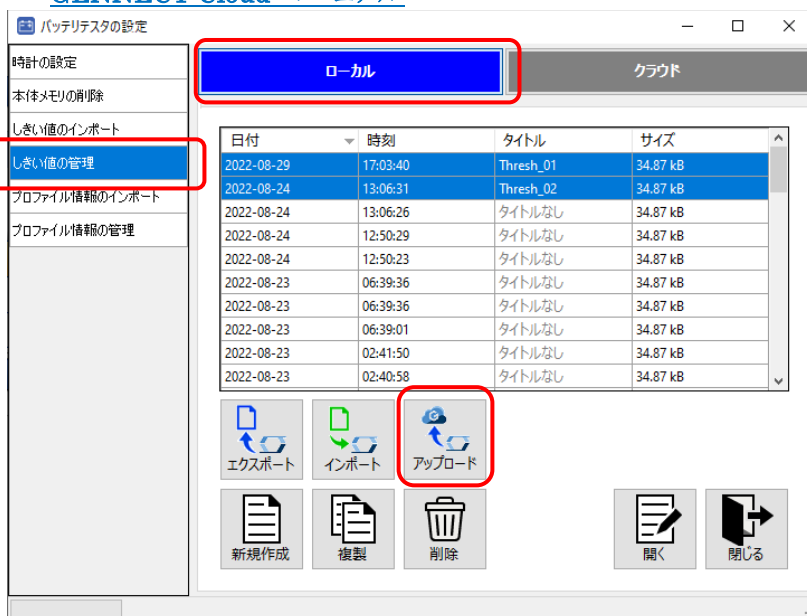 バッテリテスタの設定
時計の設定
本体メモリの削除
しきい値のインポート
しきい値の管理
プロファイル情報のインポート
プロファイル情報の管理
ローカル
クラウド
日付 時刻 タイトル サイズ
2022-08-29 17:03:40 Thresh_01 34.87 kB
2022-08-24 13:06:31 Thresh_02 34.87 kB
2022-08-24 13:06:26 タイトルなし 34.87 kB
2022-08-24 12:50:29 タイトルなし 34.87 kB
2022-08-24 12:50:23 タイトルなし 34.87 kB
2022-08-23 06:39:36 タイトルなし 34.87 kB
2022-08-23 06:39:36 タイトルなし 34.87 kB
2022-08-23 06:39:01 タイトルなし 34.87 kB
2022-08-23 02:41:50 タイトルなし 34.87 kB
2022-08-23 02:40:58 タイトルなし 34.87 kB
エクスポート インポート アップロード
新規作成 複製 削除 開く 閉じる